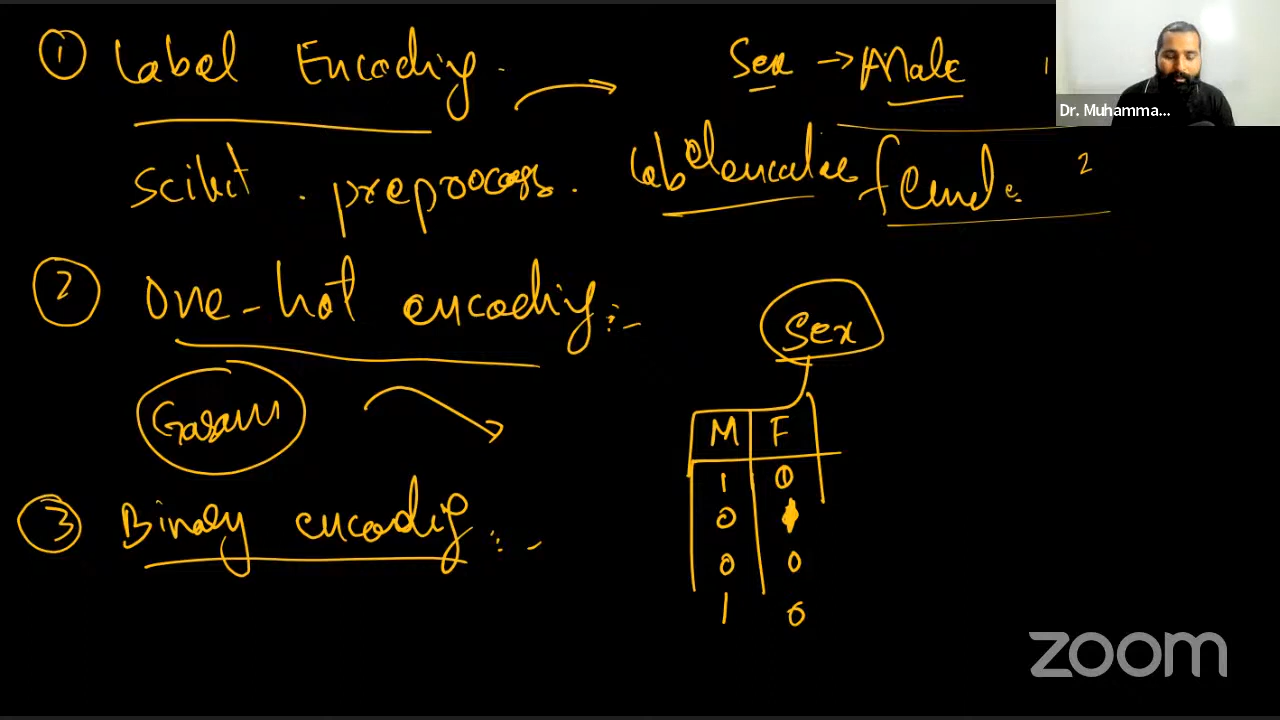 ① Label Encoding. Sex → Male 1
Dr. Muhamma...
scikit . preprocess. labelencoder female 2
② One-hot encoding :-
Sex
M F
1 0
0
0 0
1 0
③ Binary encoding :-
zoom